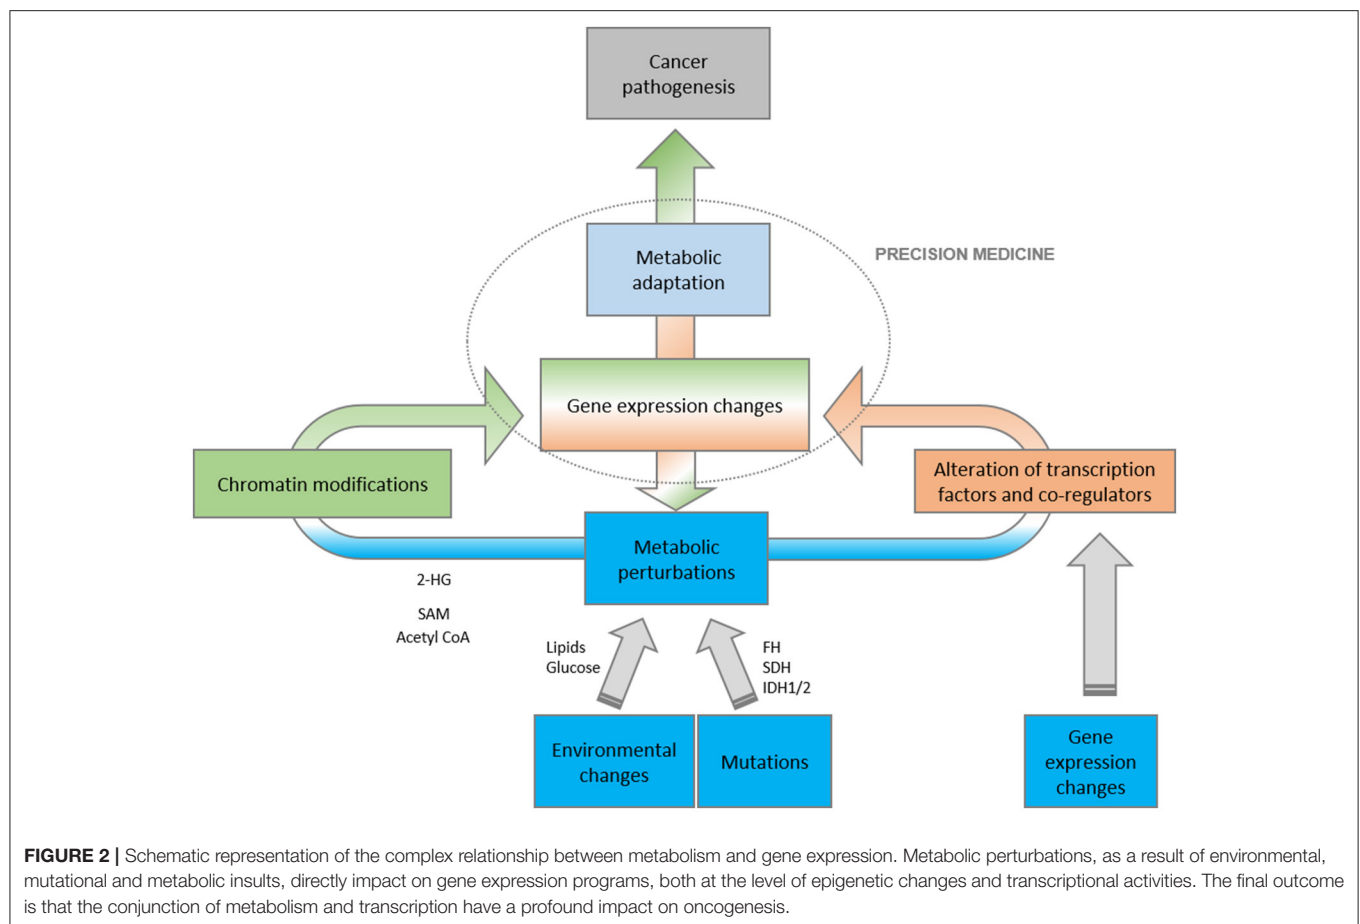 Cancer
pathogenesis
Metabolic
adaptation
PRECISION MEDICINE
Gene expression changes
Chromatin modifications
Alteration of transcription
factors and co-regulators
Metabolic
perturbations
2-HG
SAM
Acetyl CoA
Lipids
Glucose
FH
SDH
IDH1/2
Environmental
changes
Mutations
Gene
expression
changes
FIGURE 2 | Schematic representation of the complex relationship between metabolism and gene expression. Metabolic perturbations, as a result of environmental,
mutational and metabolic insults, directly impact on gene expression programs, both at the level of epigenetic changes and transcriptional activities. The final outcome
is that the conjunction of metabolism and transcription have a profound impact on oncogenesis.